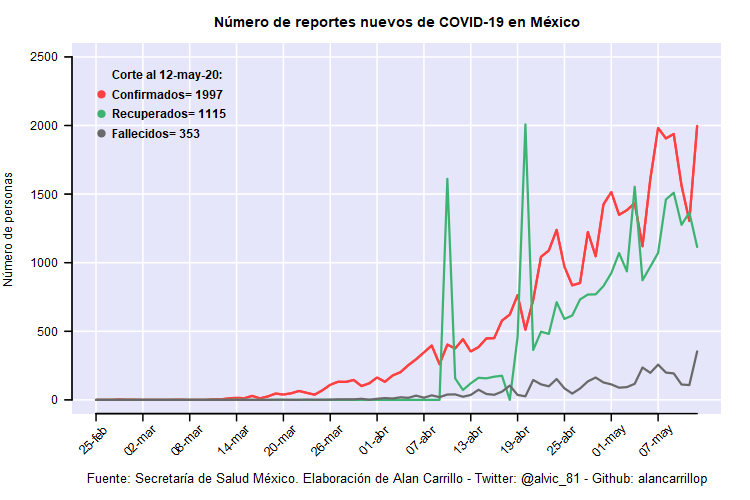 Número de reportes nuevos de COVID-19 en México
Número de personas
2500
2000
1500
1000
500
0
Corte al 12-may-20:
Confirmados= 1997
Recuperados= 1115
Fallecidos= 353
25-feb
02-mar
08-mar
14-mar
20-mar
26-mar
01-abr
07-abr
13-abr
19-abr
25-abr
01-may
07-may
Fuente: Secretaría de Salud México. Elaboración de Alan Carrillo - Twitter: @alvic_81 - Github: alancarrillop